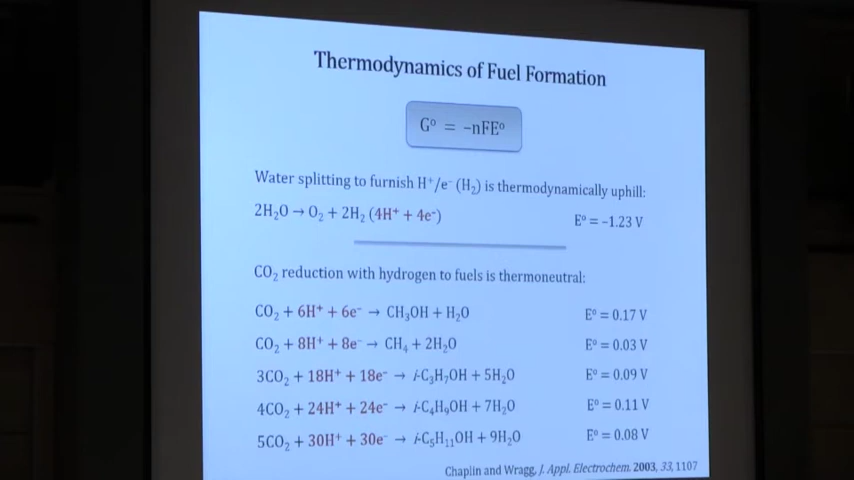 Thermodynamics of Fuel Formation
G° = –nFE°
Water splitting to furnish H⁺/e⁻ (H₂) is thermodynamically uphill:
2H₂O → O₂ + 2H₂ (4H⁺ + 4e⁻) E° = –1.23 V
CO₂ reduction with hydrogen to fuels is thermoneutral:
CO₂ + 6H⁺ + 6e⁻ → CH₃OH + H₂O E° = 0.17 V
CO₂ + 8H⁺ + 8e⁻ → CH₄ + 2H₂O E° = 0.03 V
3CO₂ + 18H⁺ + 18e⁻ → i-C₃H₇OH + 5H₂O E° = 0.09 V
4CO₂ + 24H⁺ + 24e⁻ → i-C₄H₉OH + 7H₂O E° = 0.11 V
5CO₂ + 30H⁺ + 30e⁻ → i-C₅H₁₁OH + 9H₂O E° = 0.08 V
Chaplin and Wragg, J. Appl. Electrochem. 2003, 33, 1107